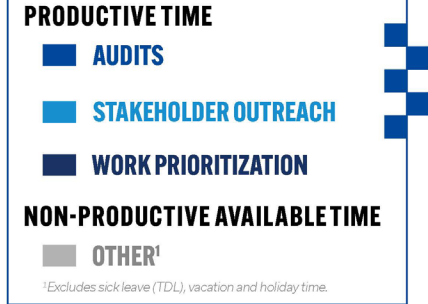 PRODUCTIVE TIME
AUDITS
STAKEHOLDER OUTREACH
WORK PRIORITIZATION
NON-PRODUCTIVE AVAILABLE TIME
OTHER¹
¹Excludes sick leave (TDL), vacation and holiday time.